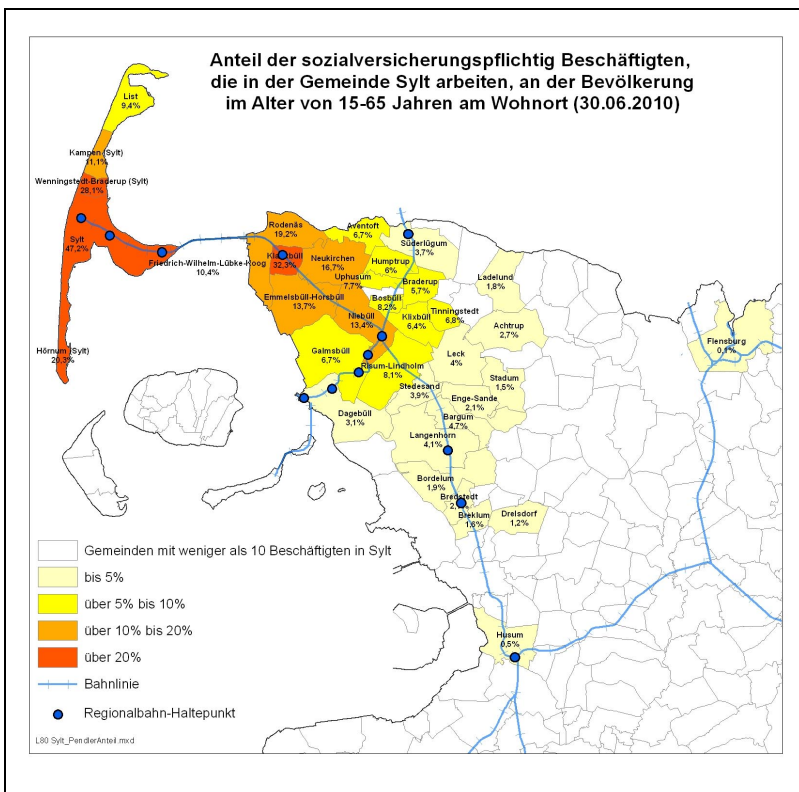 Anteil der sozialversicherungspflichtig Beschäftigten,
die in der Gemeinde Sylt arbeiten, an der Bevölkerung
im Alter von 15-65 Jahren am Wohnort (30.06.2010)
List
9,4%
Kampen (Sylt)
11,1%
Wenningstedt-Braderup (Sylt)
28,1%
Sylt
47,2%
Hörnum (Sylt)
20,3%
Friedrich-Wilhelm-Lübke-Koog
10,4%
Rodenäs
19,2%
Klanxbüll
32,3%
Aventoft
6,7%
Süderlügum
3,7%
Neukirchen
16,7%
Humptrup
6%
Uphusum
7,7%
Braderup
5,7%
Ladelund
1,8%
Emmelsbüll-Horsbüll
13,7%
Bosbüll
8,2%
Niebüll
13,4%
Klixbüll
6,4%
Tinningstedt
6,8%
Achtrup
2,7%
Flensburg
0,1%
Galmsbüll
6,7%
Risum-Lindholm
8,1%
Leck
4%
Stadum
1,5%
Stedesand
3,9%
Enge-Sande
2,1%
Dagebüll
3,1%
Bargum
4,7%
Langenhorn
4,1%
Bordelum
1,9%
Bredstedt
2,
Breklum
1,6%
Drelsdorf
1,2%
Husum
0,5%
Gemeinden mit weniger als 10 Beschäftigten in Sylt
bis 5%
über 5% bis 10%
über 10% bis 20%
über 20%
Bahnlinie
Regionalbahn-Haltepunkt
L80 Sylt_PendlerAnteil.mxd